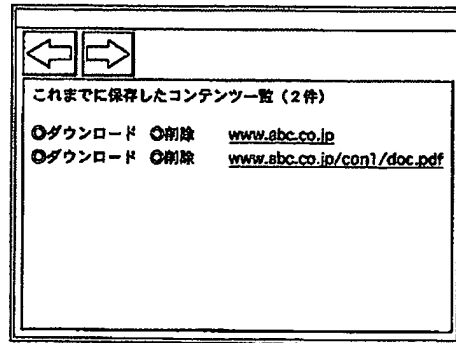 これまでに保存したコンテンツ一覧（２件）
◎ダウンロード ◎削除 www.abc.co.jp
◎ダウンロード ◎削除 www.abc.co.jp/con1/doc.pdf